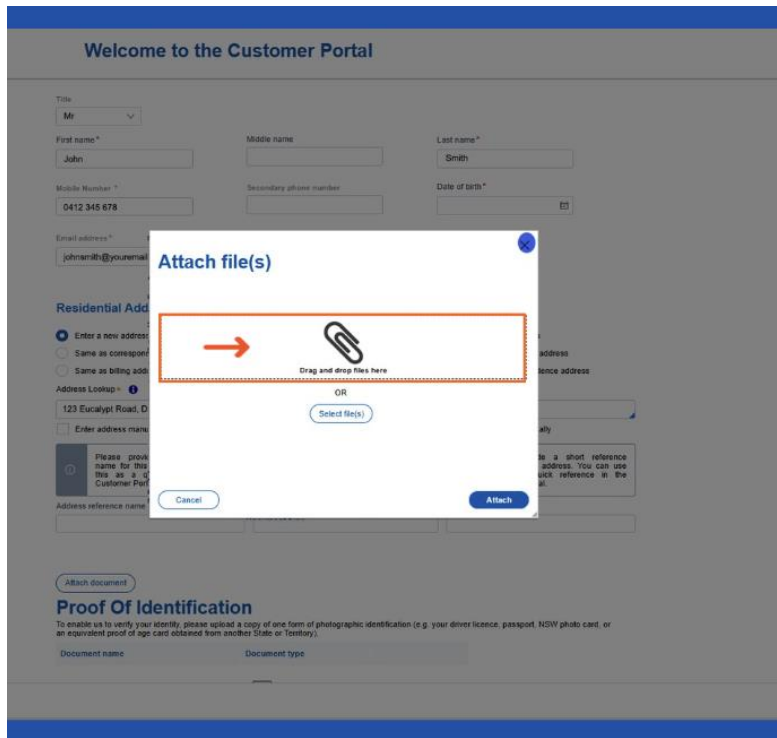 Welcome to the Customer Portal
Title
Mr
First name*
Middle name
Last name*
John
Smith
Mobile Number *
Secondary phone number
Date of birth*
0412 345 678
Email address*
johnsmith@youremail
Attach file(s)
Residential Add
Enter a new address
Same as correspon
address
Same as billing addr
dence address
Drag and drop files here
OR
Select file(s)
Address Lookup*
123 Eucalypt Road, D
Enter address manu
ally
Please provi
name for this
this as a q
Customer Port
de a short reference
address. You can use
uick reference in the
al.
Cancel
Attach
Address reference name
Attach document
Proof Of Identification
To enable us to verify your identity, please upload a copy of one form of photographic identification (e.g. your driver licence, passport, NSW photo card, or
an equivalent proof of age card obtained from another State or Territory).
Document name
Document type